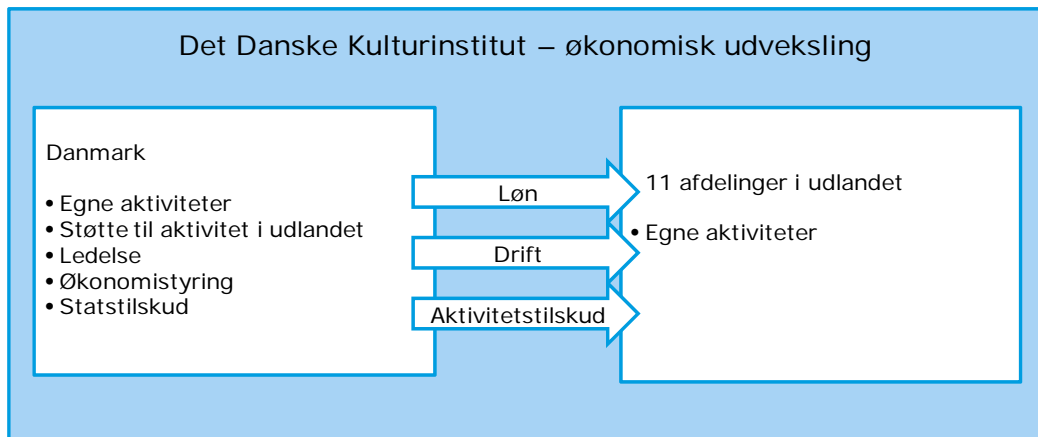 Det Danske Kulturinstitut – økonomisk udveksling
Danmark
• Egne aktiviteter
• Støtte til aktivitet i udlandet
• Ledelse
• Økonomistyring
• Statstilskud
Løn
Drift
Aktivitetstilskud
11 afdelinger i udlandet
• Egne aktiviteter